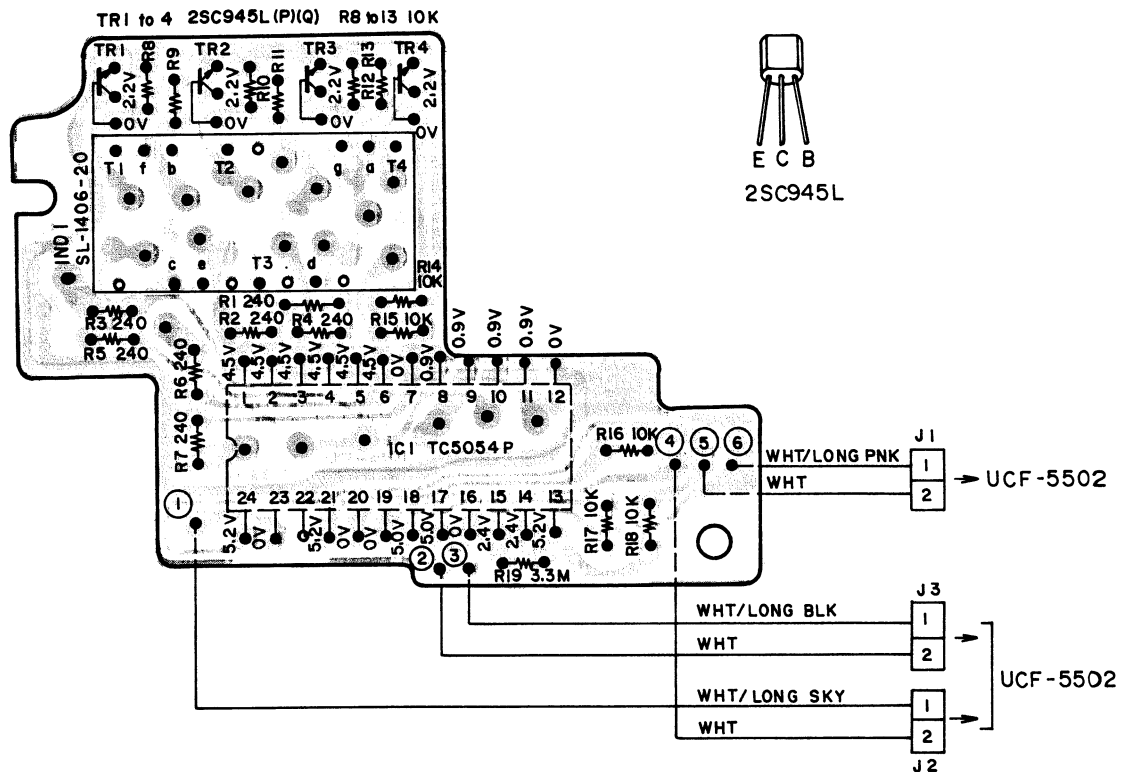 TR1 to 4 2SC945L (P)(Q) R8 to 13 10K
TR1 R8 R9 TR2 R10 R11 TR3 R12 R13 TR4
2.2V 2.2V 2.2V 2.2V
0V 0V 0V 0V
E C B
2SC945L
T1 f b T2 g a T4
IND1
SL-1406-20
c e T3 d
R14
10K
R1 240
R3 240 R2 240 R4 240 R15 10K
R5 240
R6 240
R7 240
4.5V 4.5V 4.5V 4.5V 4.5V 4.5V 0V 0.9V 0.9V 0.9V 0.9V 0V
1 2 3 4 5 6 7 8 9 10 11 12
IC1 TC5054P
24 23 22 21 20 19 18 17 16 15 14 13
5.2V 0V 5.2V 0V 0V 5.0V 5.0V 0V 2.4V 2.4V 5.2V
R16 10K
4 5 6
R17 10K
R18 10K
1
2 3
R19 3.3M
J1
WHT/LONG PNK 1
WHT 2
UCF-5502
J3
WHT/LONG BLK 1
WHT 2
UCF-5502
WHT/LONG SKY 1
WHT 2
J2